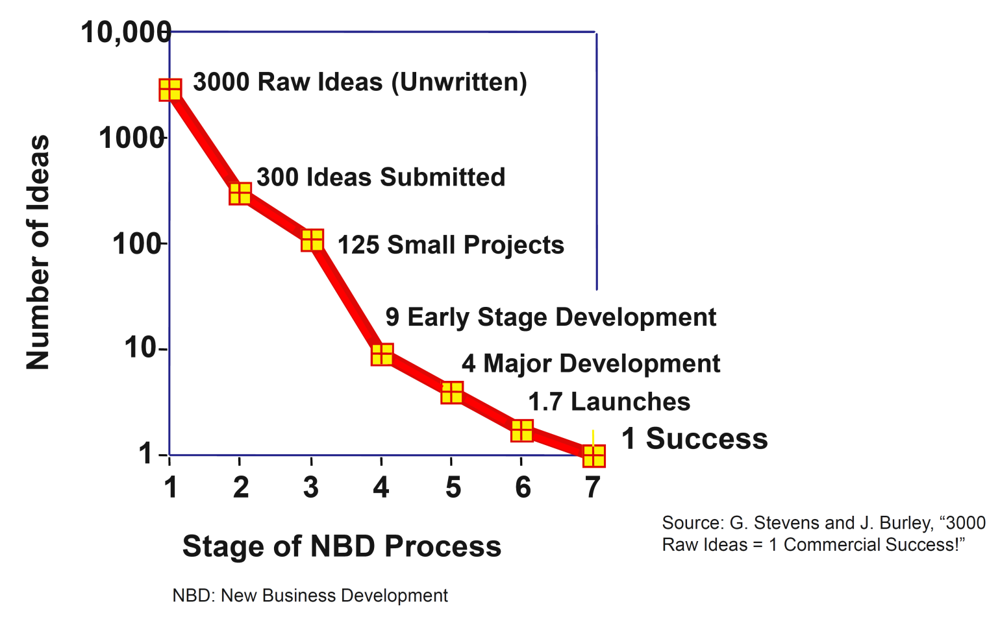 10,000
3000 Raw Ideas (Unwritten)
1000
300 Ideas Submitted
Number of Ideas
100
125 Small Projects
9 Early Stage Development
10
4 Major Development
1.7 Launches
1 Success
1
1 2 3 4 5 6 7
Stage of NBD Process
Source: G. Stevens and J. Burley, “3000
Raw Ideas = 1 Commercial Success!”
NBD: New Business Development